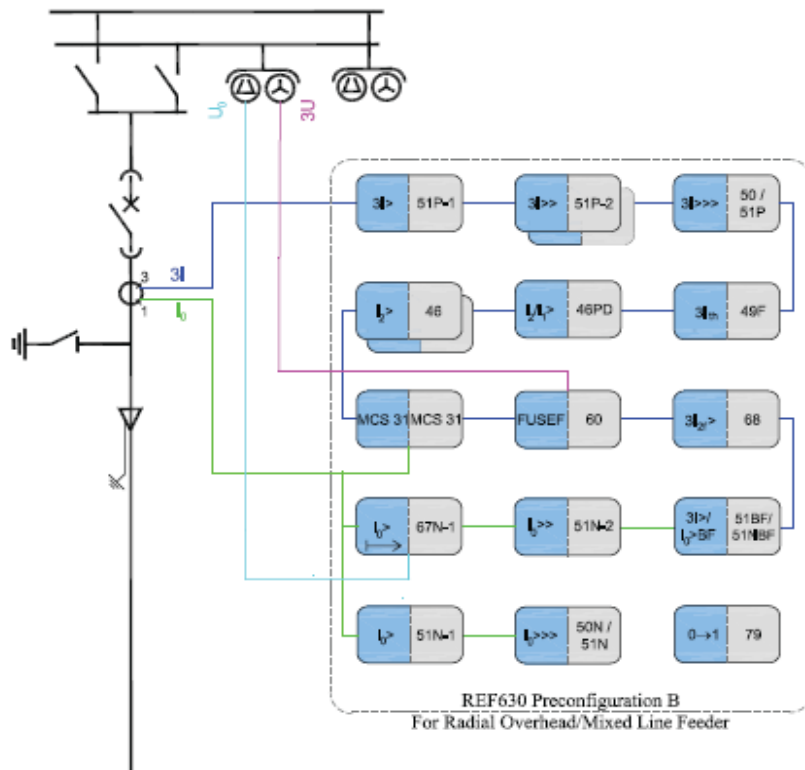 U₀
3U
3I> 51P-1
3I>> 51P-2
3I>>> 50 / 51P
3
3I
1
I₀
I₂> 46
I₂/I₁> 46PD
3Ith 49F
MCS 3I MCS 3I
FUSEF 60
3I2f> 68
I₀> 67N-1
I₀>> 51N-2
3I>/ I₀>BF 51BF/ 51NBF
I₀> 51N-1
I₀>>> 50N / 51N
0→1 79
REF630 Preconfiguration B
For Radial Overhead/Mixed Line Feeder